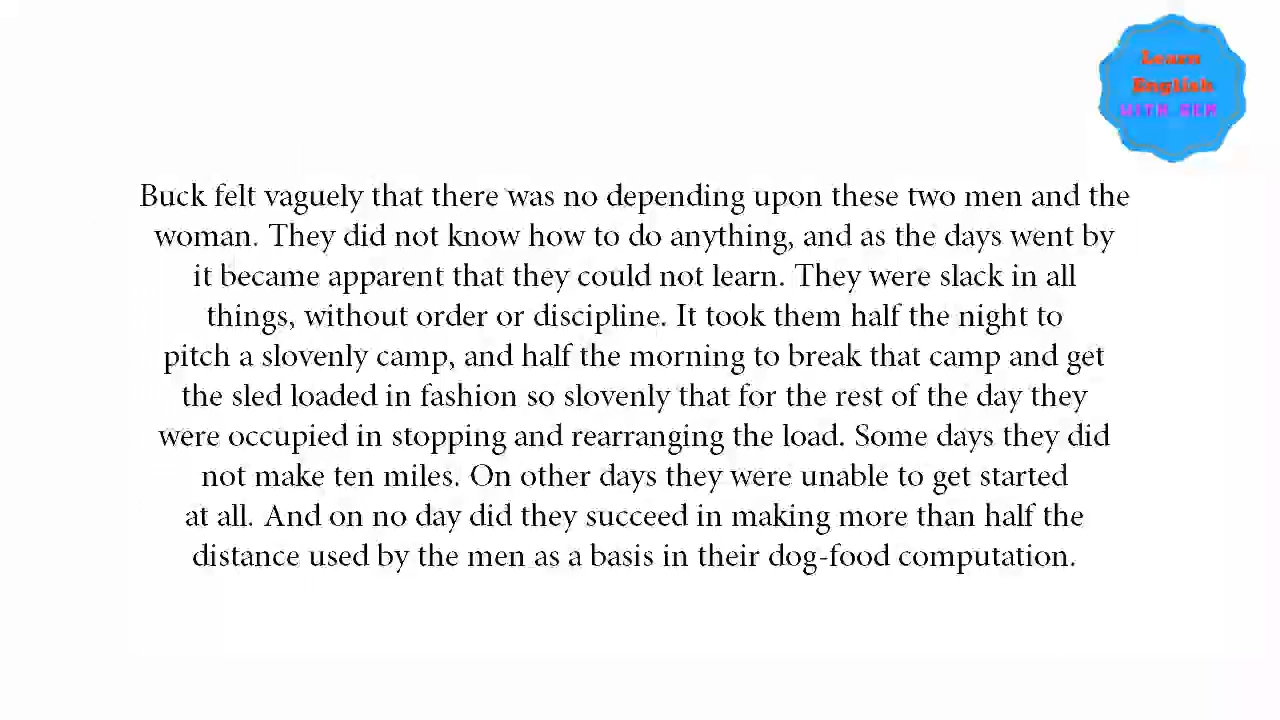 Learn
English
WITH GEM
Buck felt vaguely that there was no depending upon these two men and the
woman. They did not know how to do anything, and as the days went by
it became apparent that they could not learn. They were slack in all
things, without order or discipline. It took them half the night to
pitch a slovenly camp, and half the morning to break that camp and get
the sled loaded in fashion so slovenly that for the rest of the day they
were occupied in stopping and rearranging the load. Some days they did
not make ten miles. On other days they were unable to get started
at all. And on no day did they succeed in making more than half the
distance used by the men as a basis in their dog-food computation.